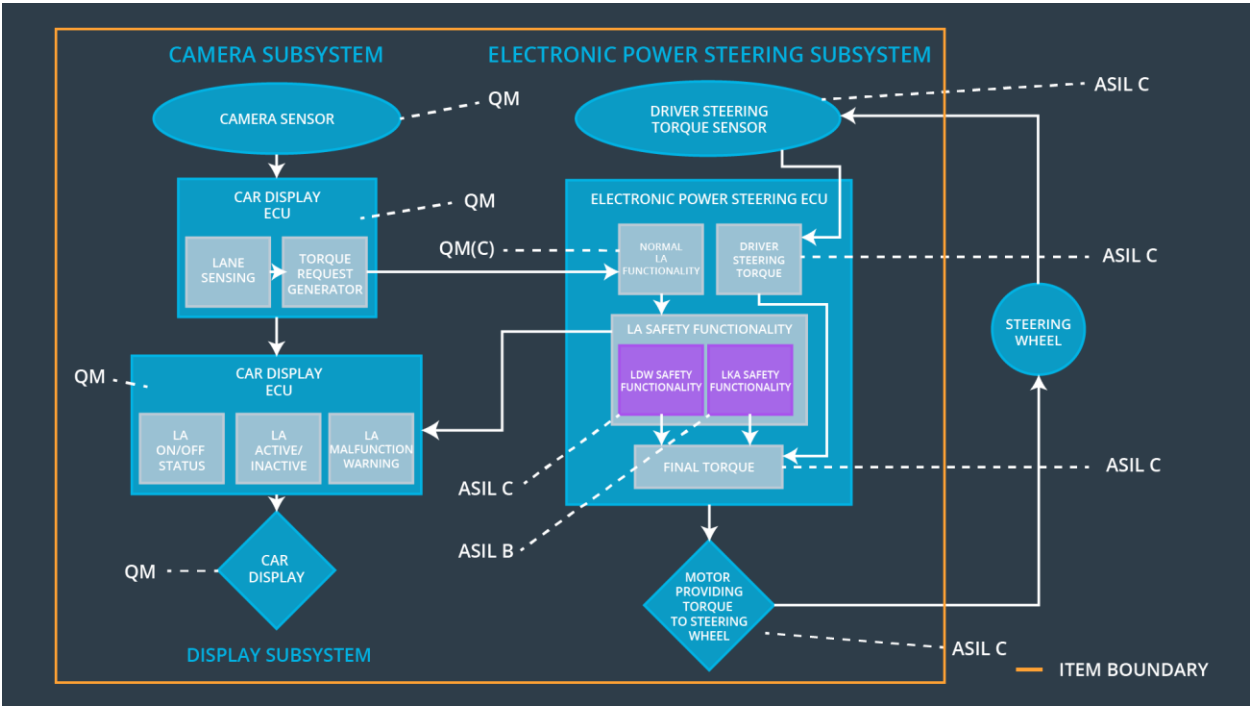 CAMERA SUBSYSTEM
ELECTRONIC POWER STEERING SUBSYSTEM
CAMERA SENSOR
QM
DRIVER STEERING
TORQUE SENSOR
ASIL C
CAR DISPLAY
ECU
QM
LANE
SENSING
TORQUE
REQUEST
GENERATOR
ELECTRONIC POWER STEERING ECU
QM(C)
NORMAL
LA
FUNCTIONALITY
DRIVER
STEERING
TORQUE
ASIL C
STEERING
WHEEL
LA SAFETY FUNCTIONALITY
LDW SAFETY
FUNCTIONALITY
LKA SAFETY
FUNCTIONALITY
QM
CAR DISPLAY
ECU
LA
ON/OFF
STATUS
LA
ACTIVE/
INACTIVE
LA
MALFUNCTION
WARNING
FINAL TORQUE
ASIL C
ASIL C
ASIL B
QM
CAR
DISPLAY
MOTOR
PROVIDING
TORQUE
TO STEERING
WHEEL
ASIL C
DISPLAY SUBSYSTEM
ITEM BOUNDARY